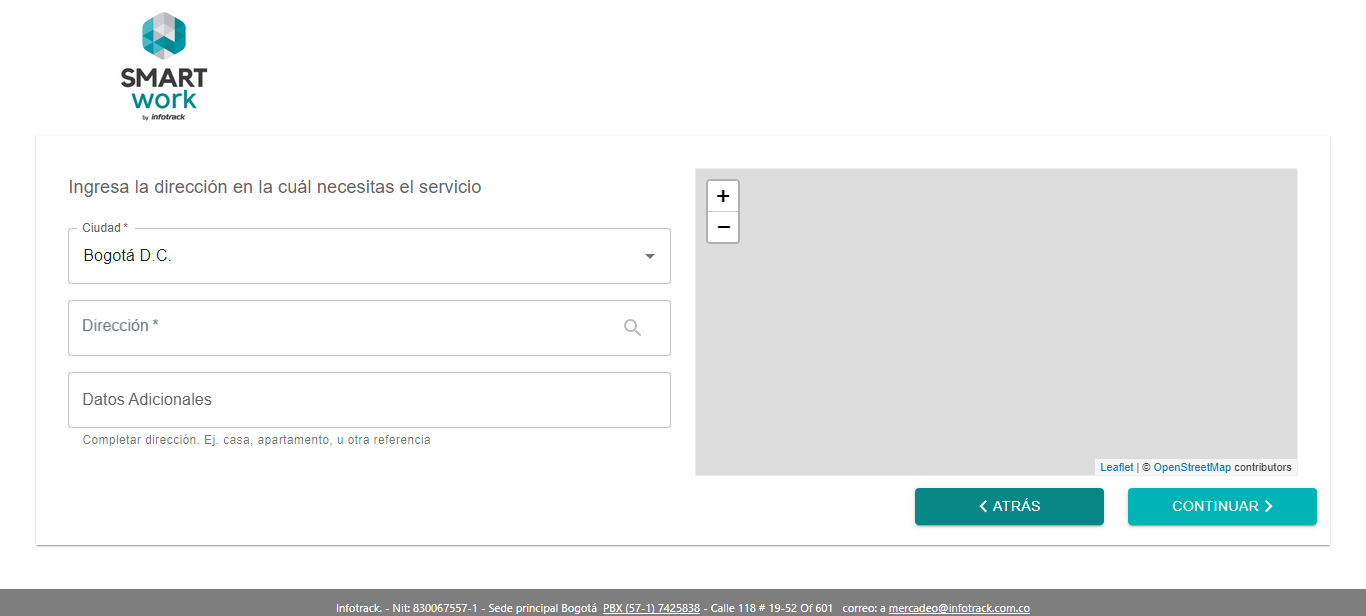 SMART
work
by infotrack
Ingresa la dirección en la cuál necesitas el servicio
Ciudad *
Bogotá D.C.
Dirección *
Datos Adicionales
Completar dirección. Ej. casa, apartamento, u otra referencia
+
−
Leaflet | © OpenStreetMap contributors
ATRÁS
CONTINUAR
Infotrack. - Nit: 830067557-1 - Sede principal Bogotá PBX (57-1) 7425838 - Calle 118 # 19-52 Of 601 correo: a mercadeo@infotrack.com.co